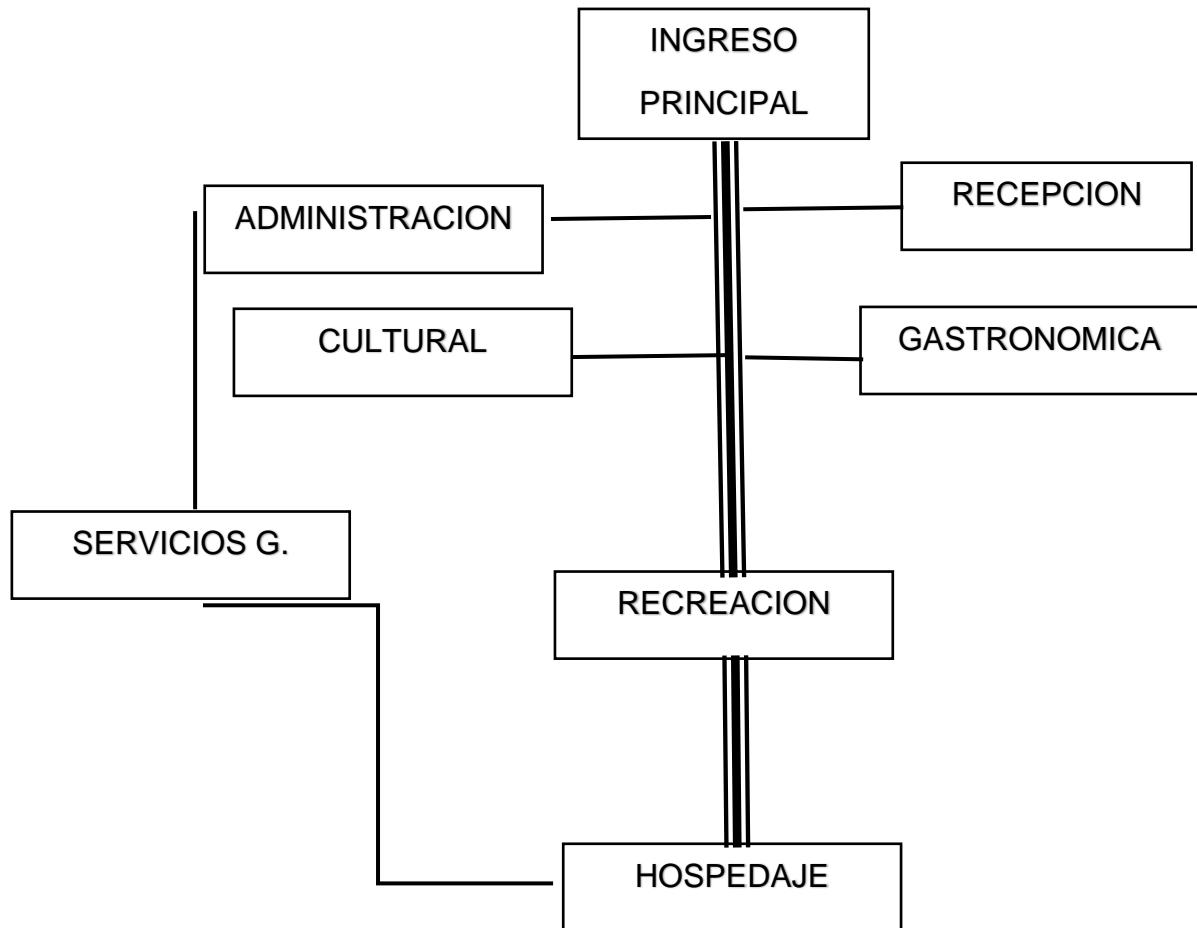 INGRESO
PRINCIPAL
RECEPCION
ADMINISTRACION
CULTURAL
GASTRONOMICA
SERVICIOS G.
RECREACION
HOSPEDAJE